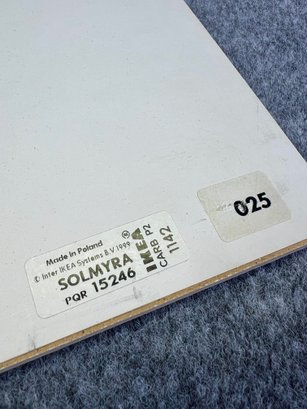 Made in Poland
© Inter IKEA Systems B.V. 1999
SOLMYRA
PQR 15246
IKEA®
CARB P2
1142
025